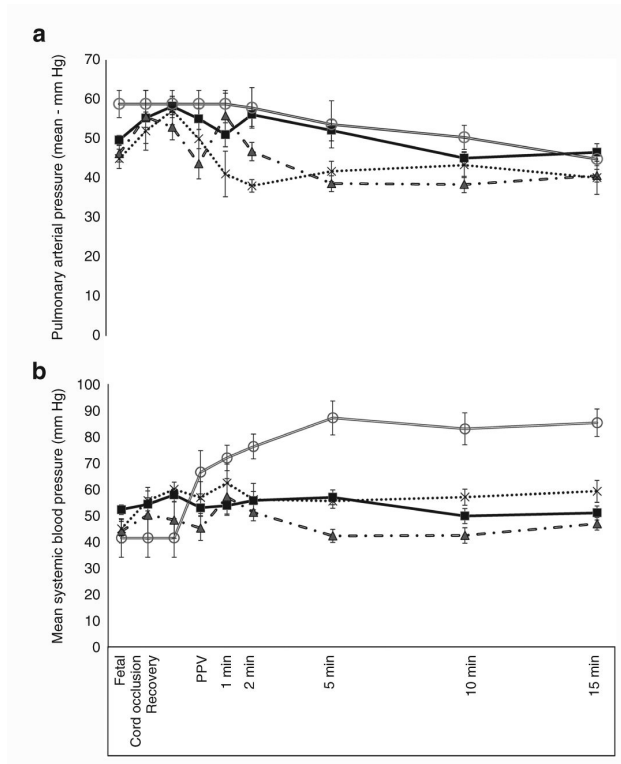 a
Pulmonary arterial pressure (mean - mm Hg)
70
60
50
40
30
20
10
0
b
Mean systemic blood pressure (mm Hg)
100
90
80
70
60
50
40
30
20
10
0
Fetal
Cord occlusion
Recovery
PPV
1 min
2 min
5 min
10 min
15 min